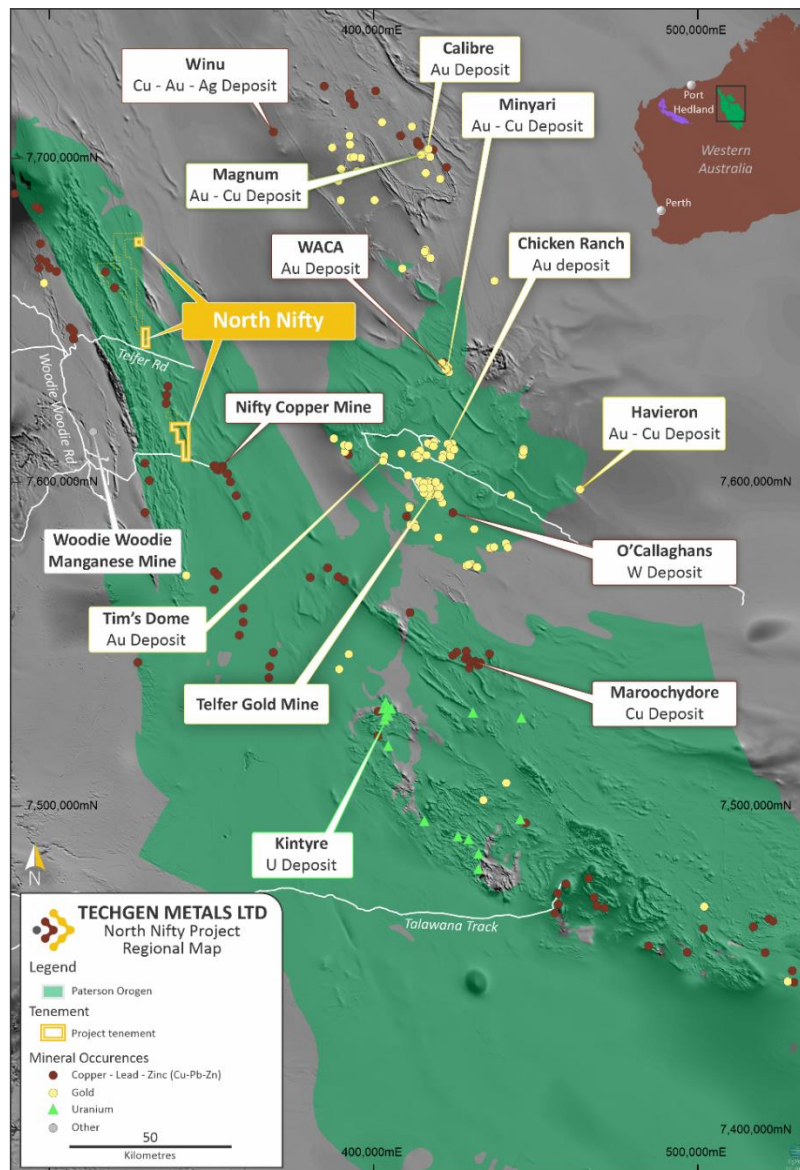 400,000mE
500,000mE
Winu
Cu - Au - Ag Deposit
Calibre
Au Deposit
Minyari
Au - Cu Deposit
Port
Hedland
Western
Australia
Perth
7,700,000mN
7,700,000mN
Magnum
Au - Cu Deposit
WACA
Au Deposit
Chicken Ranch
Au deposit
North Nifty
Telfer Rd
Woodie Woodie Rd
Nifty Copper Mine
Havieron
Au - Cu Deposit
7,600,000mN
7,600,000mN
Woodie Woodie
Manganese Mine
O'Callaghans
W Deposit
Tim's Dome
Au Deposit
Telfer Gold Mine
Maroochydore
Cu Deposit
7,500,000mN
7,500,000mN
Kintyre
U Deposit
N
Talawana Track
TECHGEN METALS LTD
North Nifty Project
Regional Map
Legend
Paterson Orogen
Tenement
Project tenement
Mineral Occurences
Copper - Lead - Zinc (Cu-Pb-Zn)
Gold
Uranium
Other
50
Kilometres
7,400,000mN
400,000mE
500,000mE